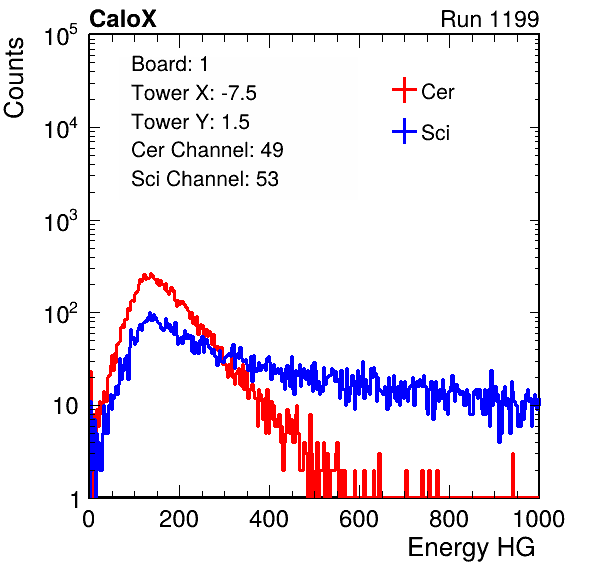 CaloX Run 1199
Counts
10^5
10^4
10^3
10^2
10
1
Board: 1
Tower X: -7.5
Tower Y: 1.5
Cer Channel: 49
Sci Channel: 53
Cer
Sci
0 200 400 600 800 1000
Energy HG